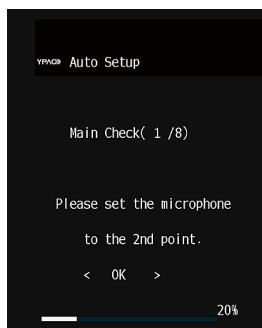 YPAO Auto Setup
Main Check( 1 /8)
Please set the microphone
to the 2nd point.
< OK >
20%